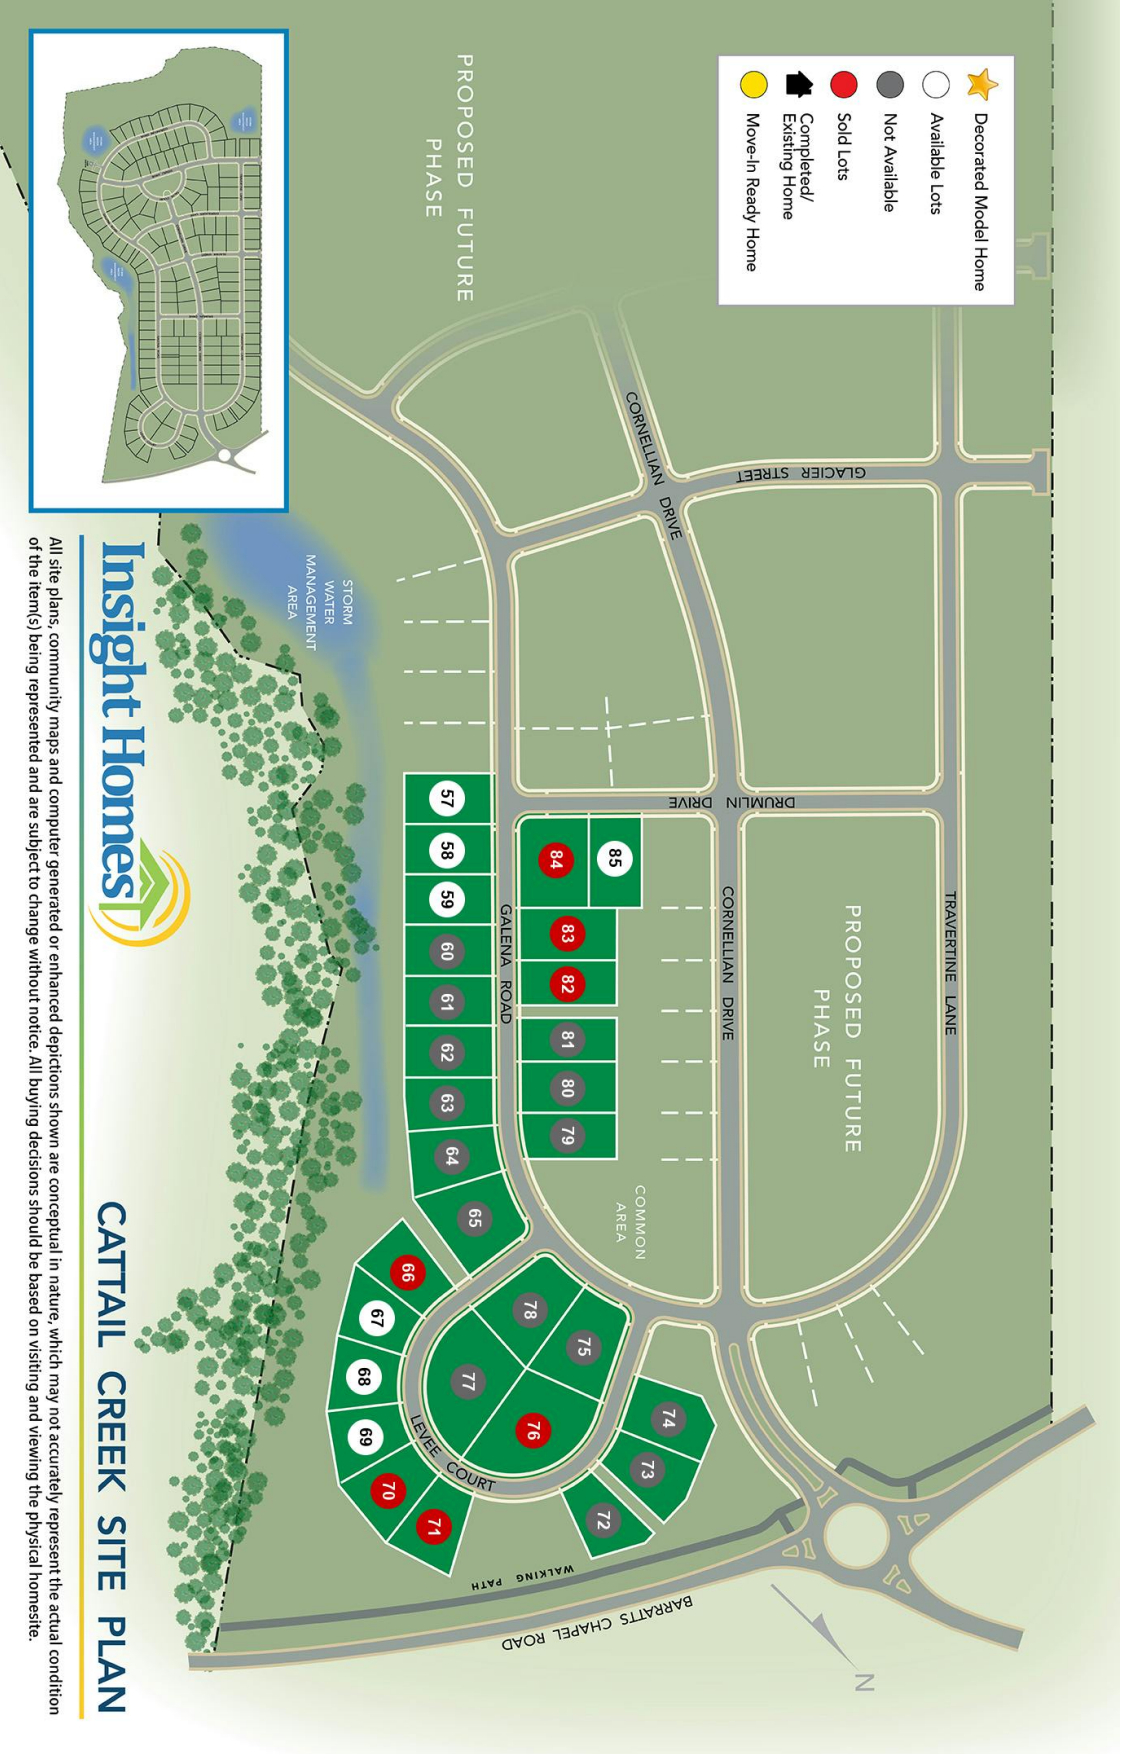 Decorated Model Home
Available Lots
Not Available
Sold Lots
Completed/
Existing Home
Move-In Ready Home
PROPOSED FUTURE
PHASE
CORNELLIAN DRIVE
GLACIER STREET
STORM
WATER
MANAGEMENT
AREA
DRUMLIN DRIVE
TRAVERTINE LANE
PROPOSED FUTURE
PHASE
CORNELLIAN DRIVE
GALENA ROAD
85
84
83
82
81
80
79
57
58
59
60
61
62
63
64
65
COMMON
AREA
66
67
68
69
70
71
78
75
77
76
74
73
72
LEVEE COURT
WALKING PATH
BARRATTS CHAPEL ROAD
N
Insight Homes
CATTAIL CREEK SITE PLAN
All site plans, community maps and computer generated or enhanced depictions shown are conceptual in nature, which may not accurately represent the actual condition
of the item(s) being represented and are subject to change without notice. All buying decisions should be based on visiting and viewing the physical homesite.